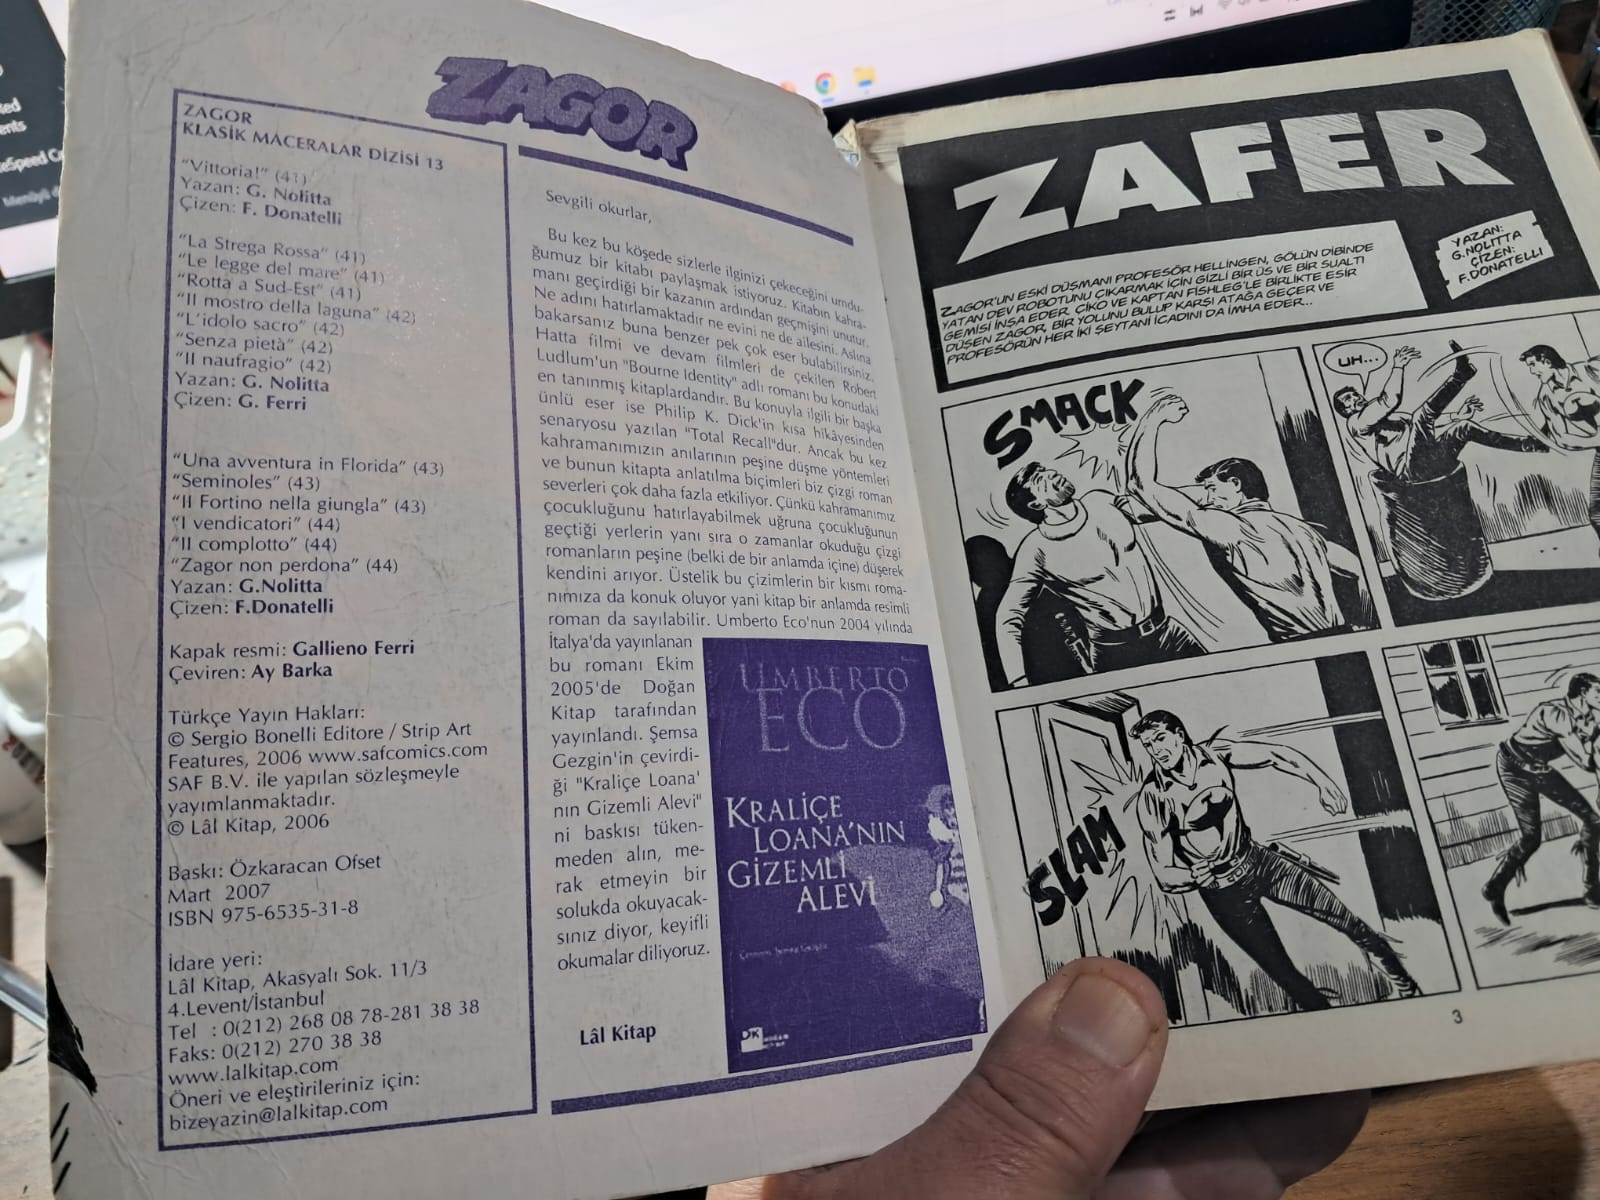 ZAGOR
ZAGOR
KLASİK MACERALAR DİZİSİ 13
"Vittoria!" (41)
Yazan: G. Nolitta
Çizen: F. Donatelli
"La Strega Rossa" (41)
"Le legge del mare" (41)
"Rotta a Sud-Est" (41)
"Il mostro della laguna" (42)
"L'idolo sacro" (42)
"Senza pietà" (42)
"Il naufragio" (42)
Yazan: G. Nolitta
Çizen: G. Ferri
"Una avventura in Florida" (43)
"Seminoles" (43)
"Il Fortino nella giungla" (43)
"I vendicatori" (44)
"Il complotto" (44)
"Zagor non perdona" (44)
Yazan: G.Nolitta
Çizen: F.Donatelli
Kapak resmi: Gallieno Ferri
Çeviren: Ay Barka
Türkçe Yayın Hakları:
© Sergio Bonelli Editore / Strip Art
Features, 2006 www.safcomics.com
SAF B.V. ile yapılan sözleşmeyle
yayımlanmaktadır.
© Lâl Kitap, 2006
Baskı: Özkaracan Ofset
Mart 2007
ISBN 975-6535-31-8
İdare yeri:
Lâl Kitap, Akasyalı Sok. 11/3
4.Levent/İstanbul
Tel : 0(212) 268 08 78-281 38 38
Faks: 0(212) 270 38 38
www.lalkitap.com
Öneri ve eleştirileriniz için:
bizeyazin@lalkitap.com
Sevgili okurlar,
Bu kez bu köşede sizlerle ilginizi çekeceğini umdu-
ğumuz bir kitabı paylaşmak istiyoruz. Kitabın kahra-
manı geçirdiği bir kazanın ardından geçmişini unutur.
Ne adını hatırlamaktadır ne evini ne de ailesini. Aslına
bakarsanız buna benzer pek çok eser bulabilirsiniz.
Hatta filmi ve devam filmleri de çekilen Robert
Ludlum'un "Bourne Identity" adlı romanı bu konudaki
en tanınmış kitaplardandır. Bu konuyla ilgili bir başka
ünlü eser ise Philip K. Dick'in kısa hikâyesinden
senaryosu yazılan "Total Recall"dur. Ancak bu kez
kahramanımızın anılarının peşine düşme yöntemleri
ve bunun kitapta anlatılma biçimleri biz çizgi roman
severleri çok daha fazla etkiliyor. Çünkü kahramanımız
çocukluğunu hatırlayabilmek uğruna çocukluğunun
geçtiği yerlerin yanı sıra o zamanlar okuduğu çizgi
romanların peşine (belki de bir anlamda içine) düşerek
kendini arıyor. Üstelik bu çizimlerin bir kısmı roma-
nımıza da konuk oluyor yani kitap bir anlamda resimli
roman da sayılabilir. Umberto Eco'nun 2004 yılında
İtalya'da yayınlanan
bu romanı Ekim
2005'de Doğan
Kitap tarafından
yayınlandı. Şemsa
Gezgin'in çevirdi-
ği "Kraliçe Loana'
nın Gizemli Alevi"
ni baskısı tüken-
meden alın, me-
rak etmeyin bir
solukda okuyacak-
sınız diyor, keyifli
okumalar diliyoruz.
Lâl Kitap
UMBERTO
ECO
KRALİÇE
LOANA'NIN
GİZEMLİ
ALEVİ
DK
ZAFER
ZAGOR'UN ESKİ DÜŞMANI PROFESÖR HELLINGEN, GÖLÜN DİBİNDE
YATAN DEV ROBOTUNU ÇIKARMAK İÇİN GİZLİ BİR ÜS VE BİR SUALTI
GEMİSİ İNŞA EDER. ÇİKO VE KAPTAN FISHLEG'LE BİRLİKTE ESİR
DÜŞEN ZAGOR, BİR YOLUNU BULUP KARŞI ATAĞA GEÇER VE
PROFESÖRÜN HER İKİ ŞEYTANİ İCADINI DA İMHA EDER...
YAZAN:
G.NOLITTA
ÇİZEN:
F.DONATELLI
SMACK
UH...
SLAM
3